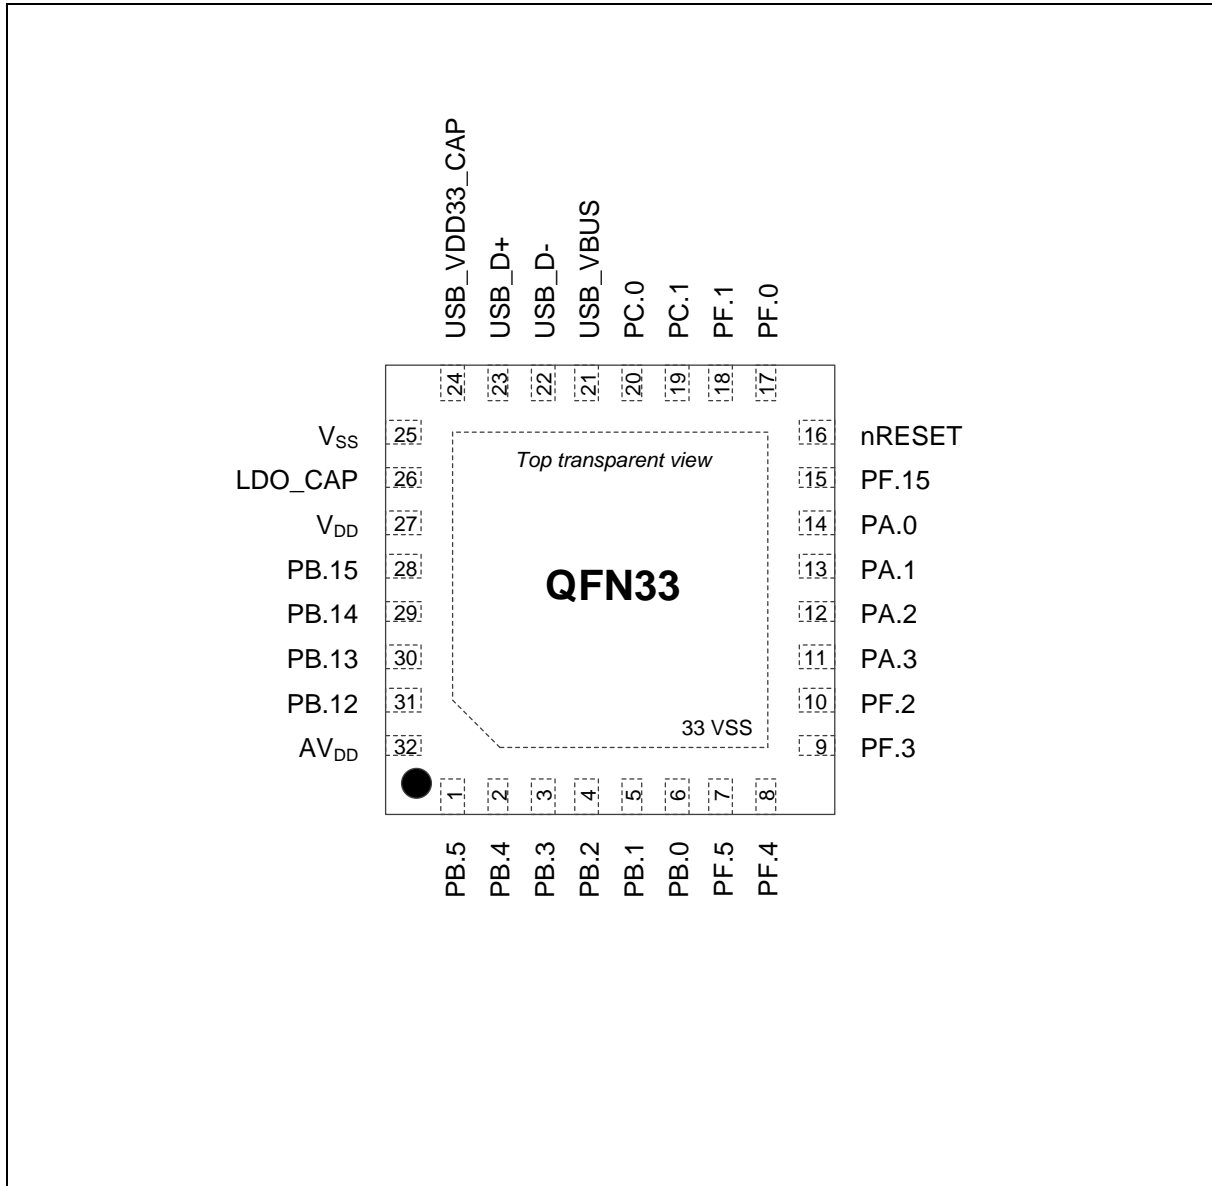 USB_VDD33_CAP
USB_D+
USB_D-
USB_VBUS
PC.0
PC.1
PF.1
PF.0
24
23
22
21
20
19
18
17
VSS 25
LDO_CAP 26
VDD 27
PB.15 28
PB.14 29
PB.13 30
PB.12 31
AVDD 32
Top transparent view
QFN33
33 VSS
16 nRESET
15 PF.15
14 PA.0
13 PA.1
12 PA.2
11 PA.3
10 PF.2
9 PF.3
1
2
3
4
5
6
7
8
PB.5
PB.4
PB.3
PB.2
PB.1
PB.0
PF.5
PF.4